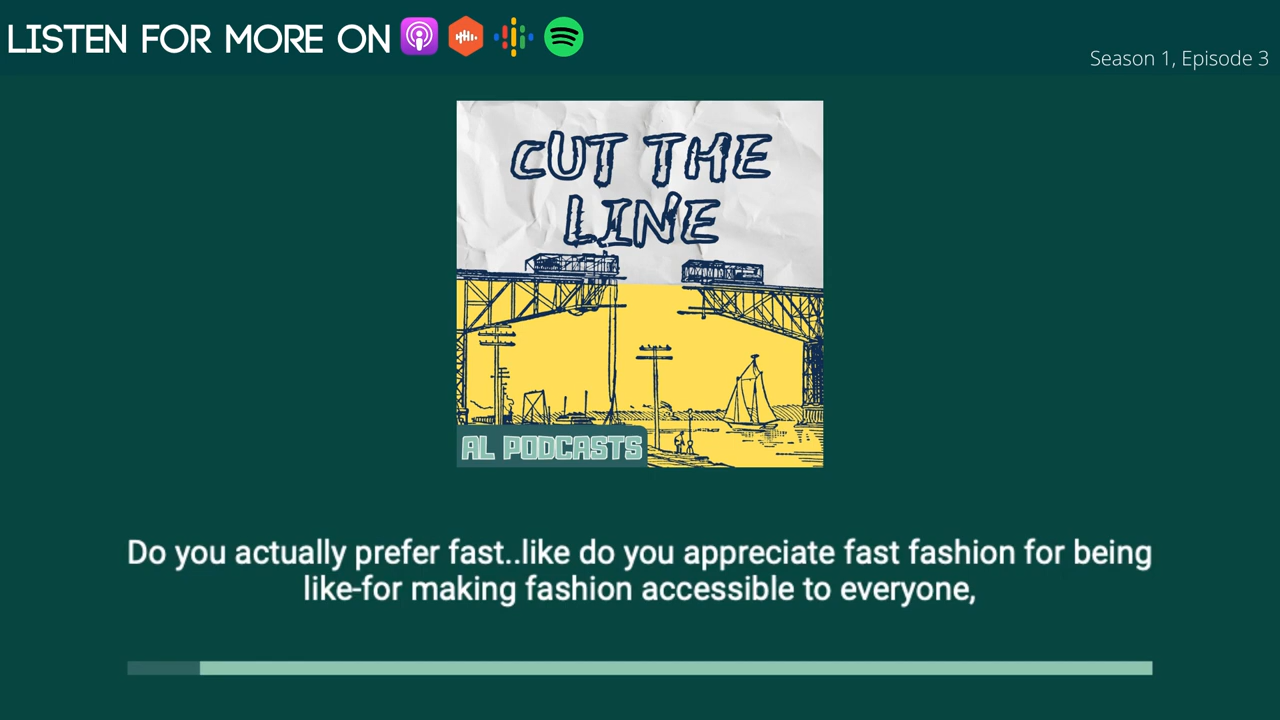 LISTEN FOR MORE ON
Season 1, Episode 3
CUT THE
LINE
AL PODCASTS
Do you actually prefer fast..like do you appreciate fast fashion for being
like-for making fashion accessible to everyone,